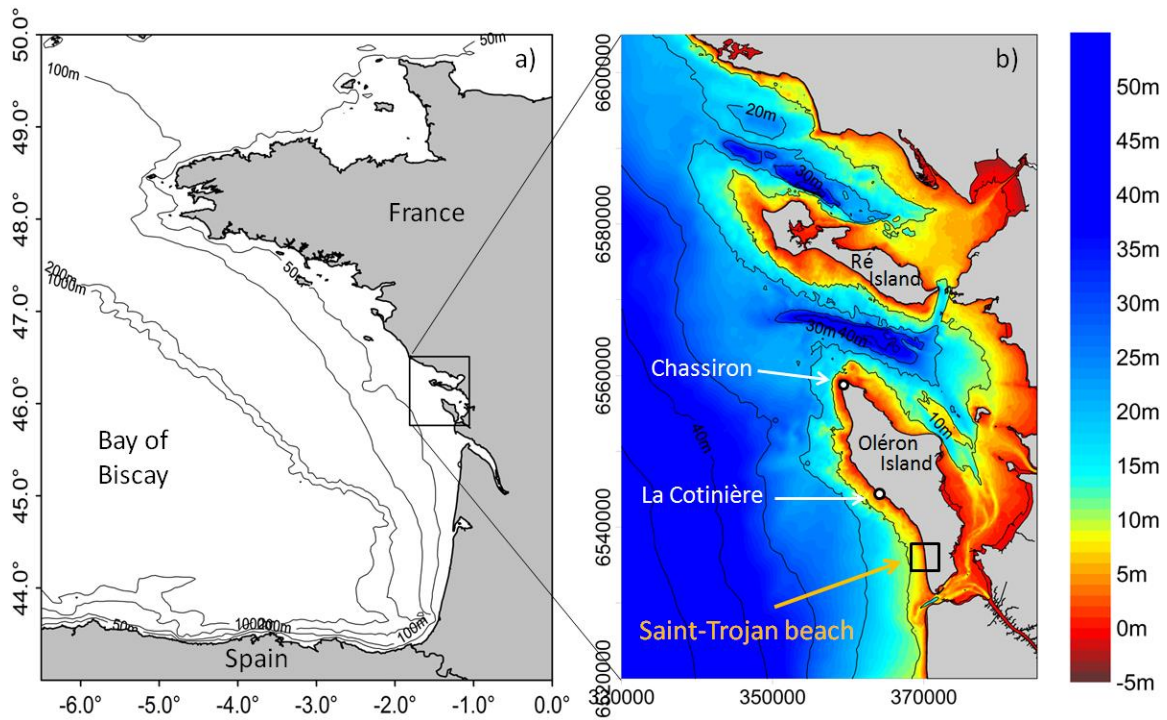 a)
50.0°
49.0°
48.0°
47.0°
46.0°
45.0°
44.0°
-6.0°
-5.0°
-4.0°
-3.0°
-2.0°
-1.0°
0.0°
50m
100m
France
200m
1000m
50
Bay of
Biscay
50m
100m
Spain
b)
6600000
6580000
6560000
6540000
350000
370000
20m
30m
Ré
Island
30m
40m
Chassiron
10m
Oléron
Island
40m
La Cotinière
Saint-Trojan beach
50m
45m
40m
35m
30m
25m
20m
15m
10m
5m
0m
-5m